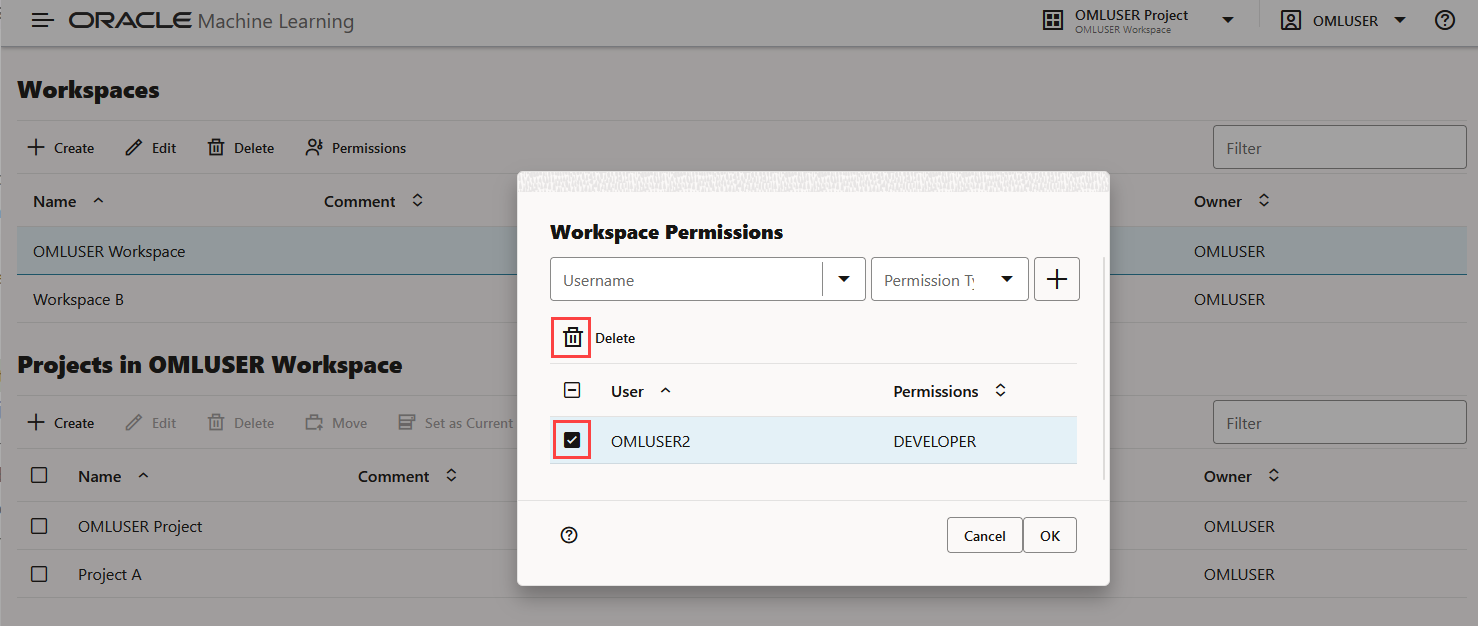 ORACLE Machine Learning
OMLUSER Project
OMLUSER Workspace
OMLUSER
Workspaces
Create Edit Delete Permissions Filter
Name Comment Owner
OMLUSER Workspace OMLUSER
Workspace B OMLUSER
Projects in OMLUSER Workspace
Create Edit Delete Move Set as Current Filter
Name Comment Owner
OMLUSER Project OMLUSER
Project A OMLUSER
Workspace Permissions
Username Permission Ty
Delete
User Permissions
OMLUSER2 DEVELOPER
? Cancel OK